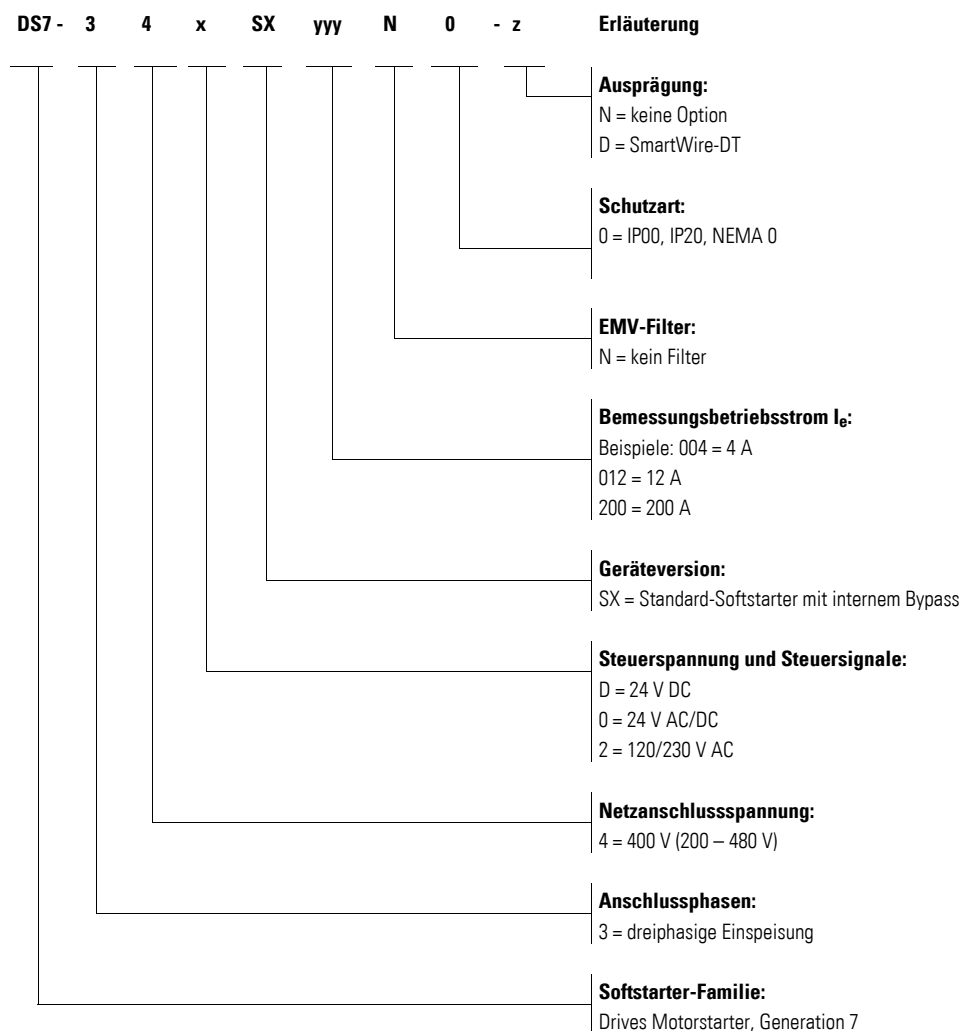 DS7 - 3 4 x SX yyy N 0 - z Erläuterung
Ausprägung:
N = keine Option
D = SmartWire-DT
Schutzart:
0 = IP00, IP20, NEMA 0
EMV-Filter:
N = kein Filter
Bemessungsbetriebsstrom Ie:
Beispiele: 004 = 4 A
012 = 12 A
200 = 200 A
Geräteversion:
SX = Standard-Softstarter mit internem Bypass
Steuerspannung und Steuersignale:
D = 24 V DC
0 = 24 V AC/DC
2 = 120/230 V AC
Netzanschlussspannung:
4 = 400 V (200 – 480 V)
Anschlussphasen:
3 = dreiphasige Einspeisung
Softstarter-Familie:
Drives Motorstarter, Generation 7